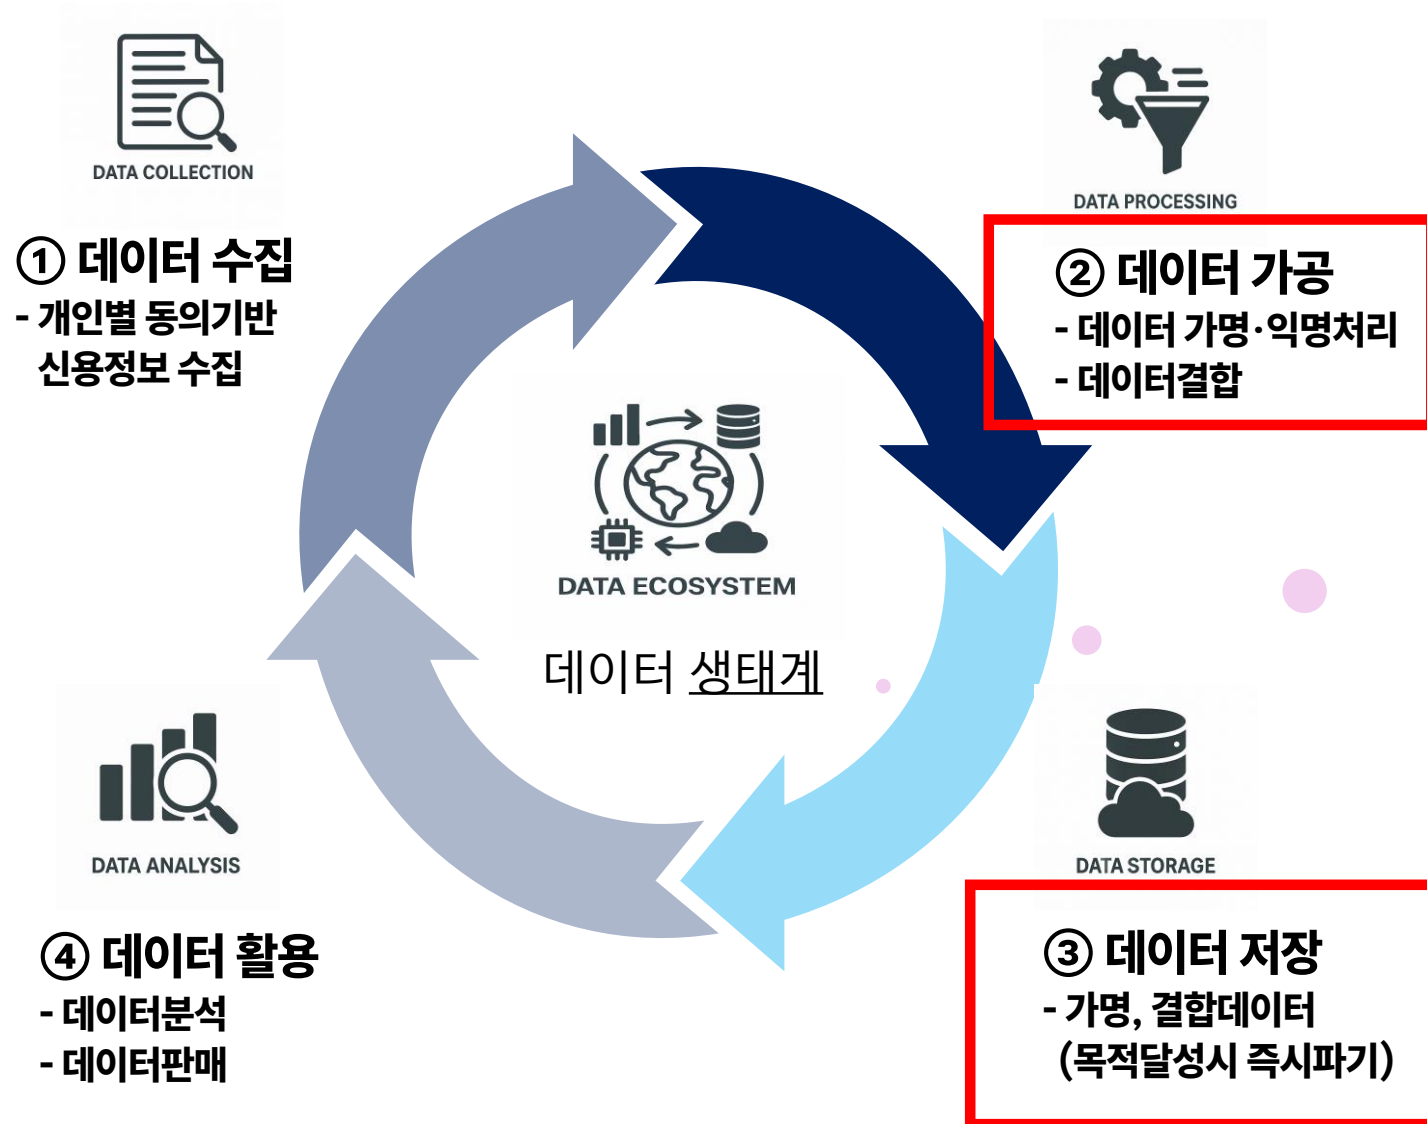 DATA COLLECTION
① 데이터 수집
- 개인별 동의기반
신용정보 수집
DATA PROCESSING
② 데이터 가공
- 데이터 가명·익명처리
- 데이터결합
DATA ECOSYSTEM
데이터 생태계
DATA STORAGE
③ 데이터 저장
- 가명, 결합데이터
(목적달성시 즉시파기)
DATA ANALYSIS
④ 데이터 활용
- 데이터분석
- 데이터판매